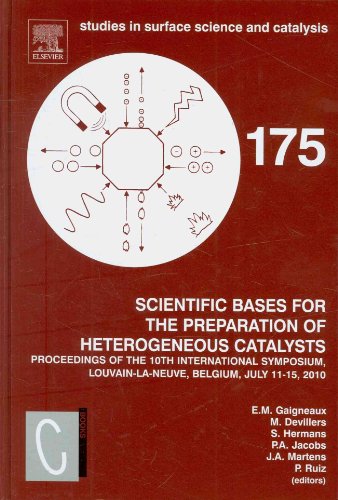 ELSEVIER
studies in surface science and catalysis
175
SCIENTIFIC BASES FOR
THE PREPARATION OF
HETEROGENEOUS CATALYSTS
PROCEEDINGS OF THE 10TH INTERNATIONAL SYMPOSIUM,
LOUVAIN-LA-NEUVE, BELGIUM, JULY 11-15, 2010
E.M. Gaigneaux
M. Devillers
S. Hermans
P.A. Jacobs
J.A. Martens
P. Ruiz
(editors)
C
BOOKS